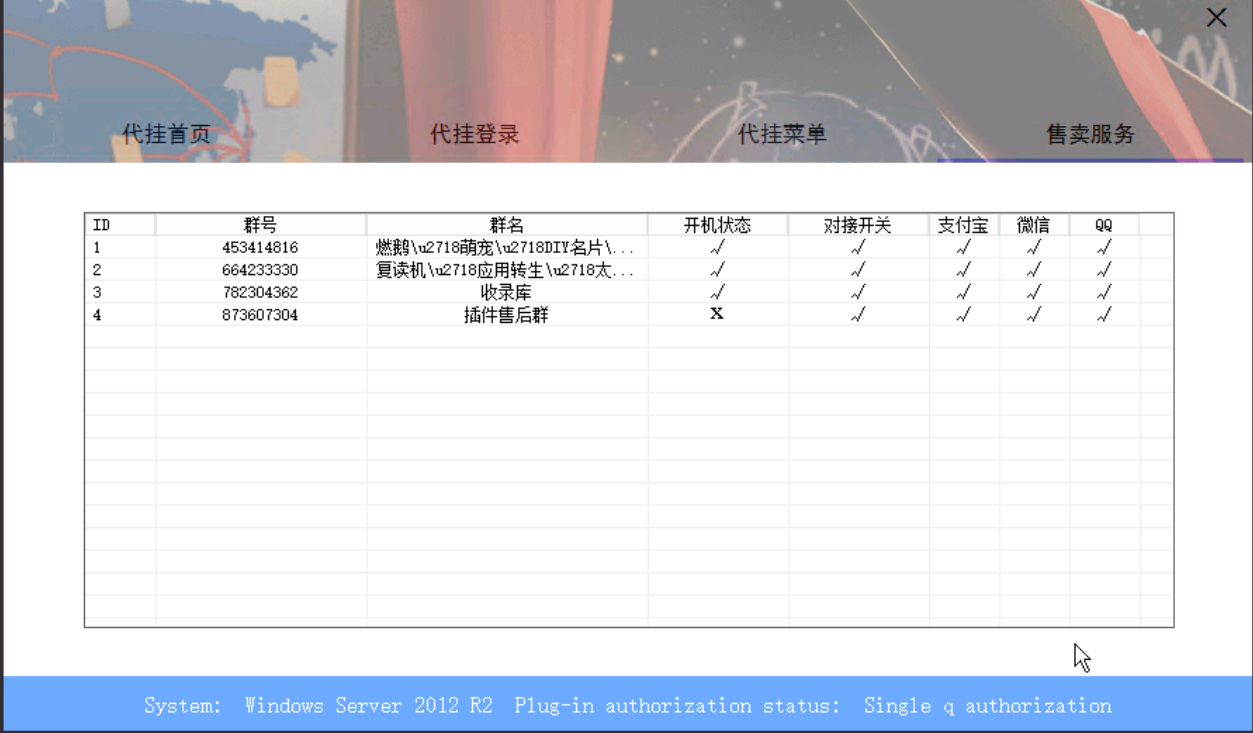 代挂首页 代挂登录 代挂菜单 售卖服务
ID 群号 群名 开机状态 对接开关 支付宝 微信 QQ
1 453414816 燃鹅\u2718萌宠\u2718DIY名片\... √ √ √ √ √
2 664233330 复读机\u2718应用转生\u2718太... √ √ √ √ √
3 782304362 收录库 √ √ √ √ √
4 873607304 插件售后群 X √ √ √ √
System: Windows Server 2012 R2 Plug-in authorization status: Single q authorization